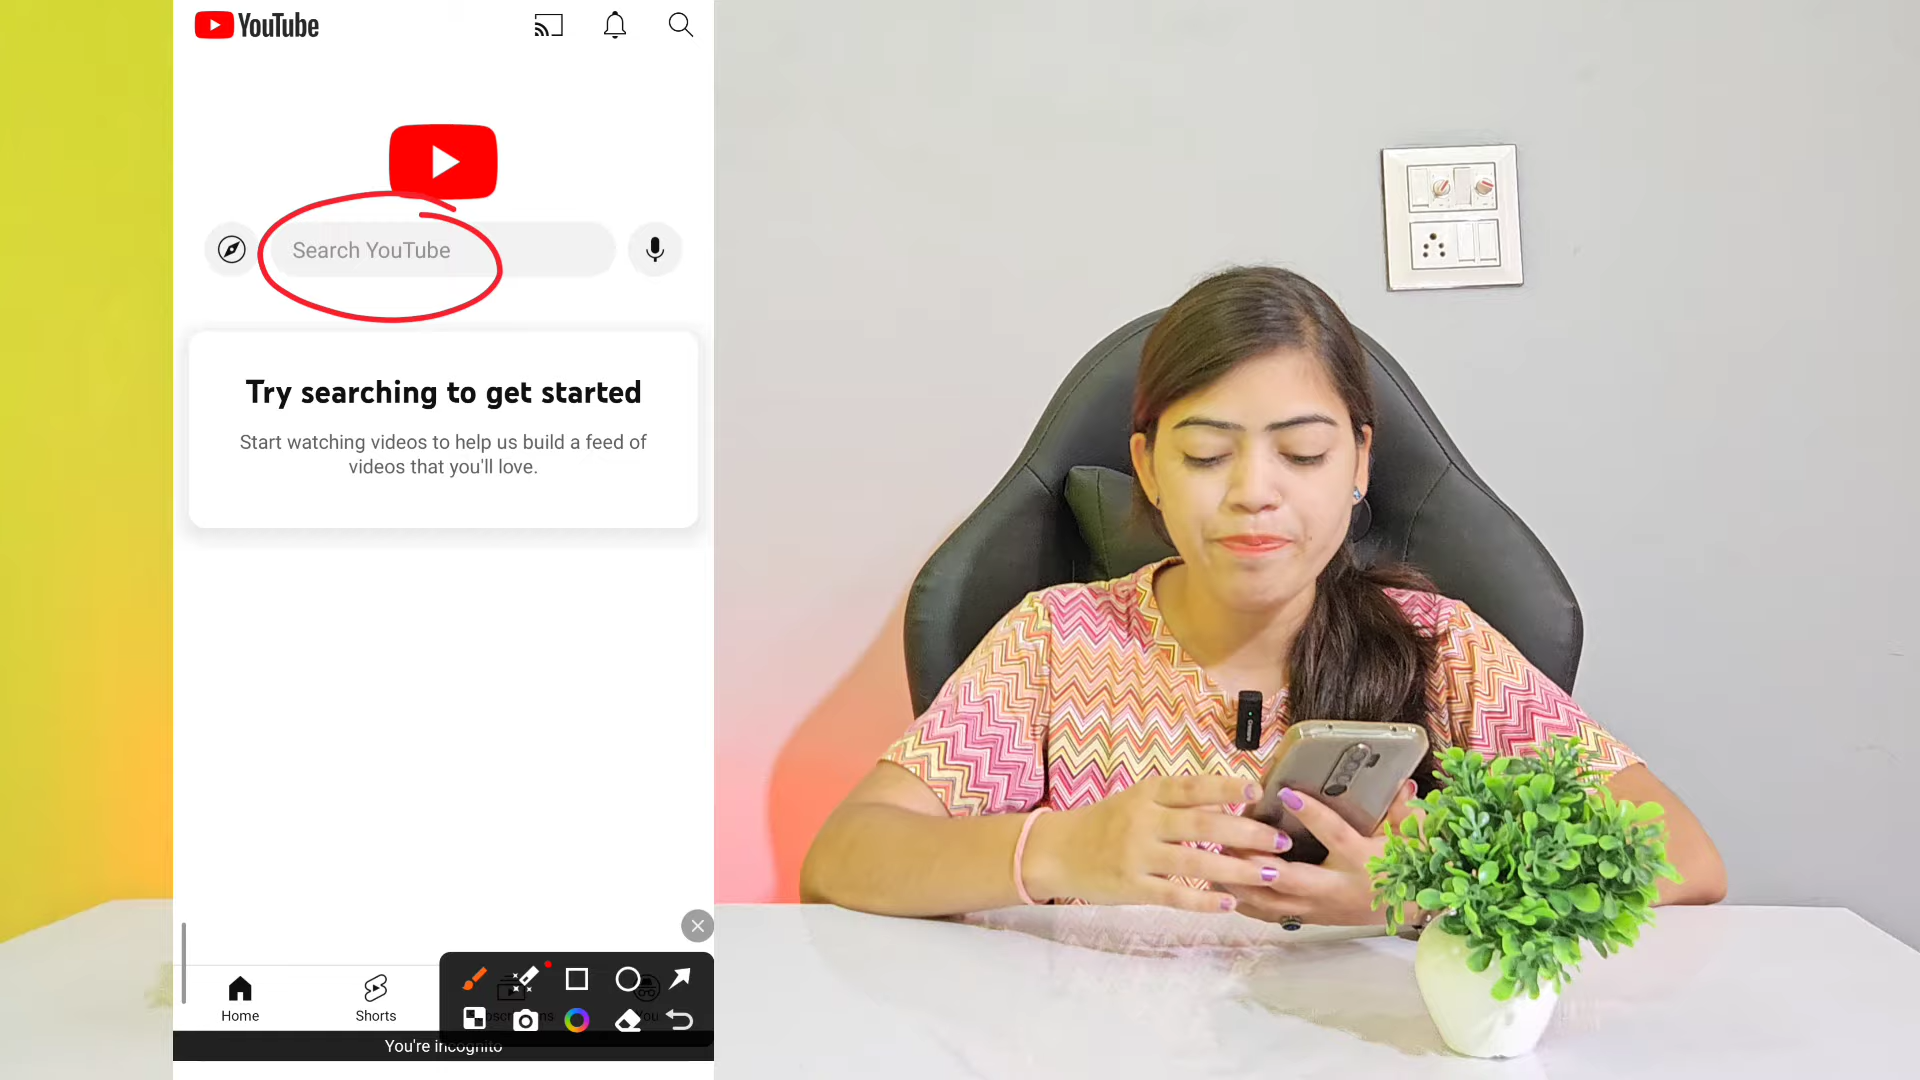 YouTube
Search YouTube
Try searching to get started
Start watching videos to help us build a feed of
videos that you'll love.
Home
Shorts
You're incognito